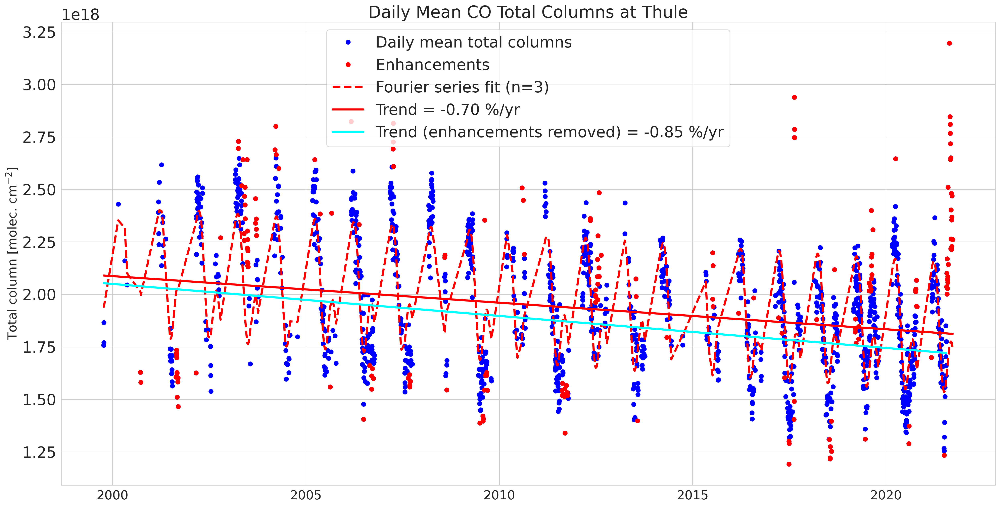 Daily Mean CO Total Columns at Thule
1e18
3.25
3.00
2.75
2.50
2.25
2.00
1.75
1.50
1.25
Total column [molec. cm⁻²]
Daily mean total columns
Enhancements
Fourier series fit (n=3)
Trend = -0.70 %/yr
Trend (enhancements removed) = -0.85 %/yr
2000 2005 2010 2015 2020